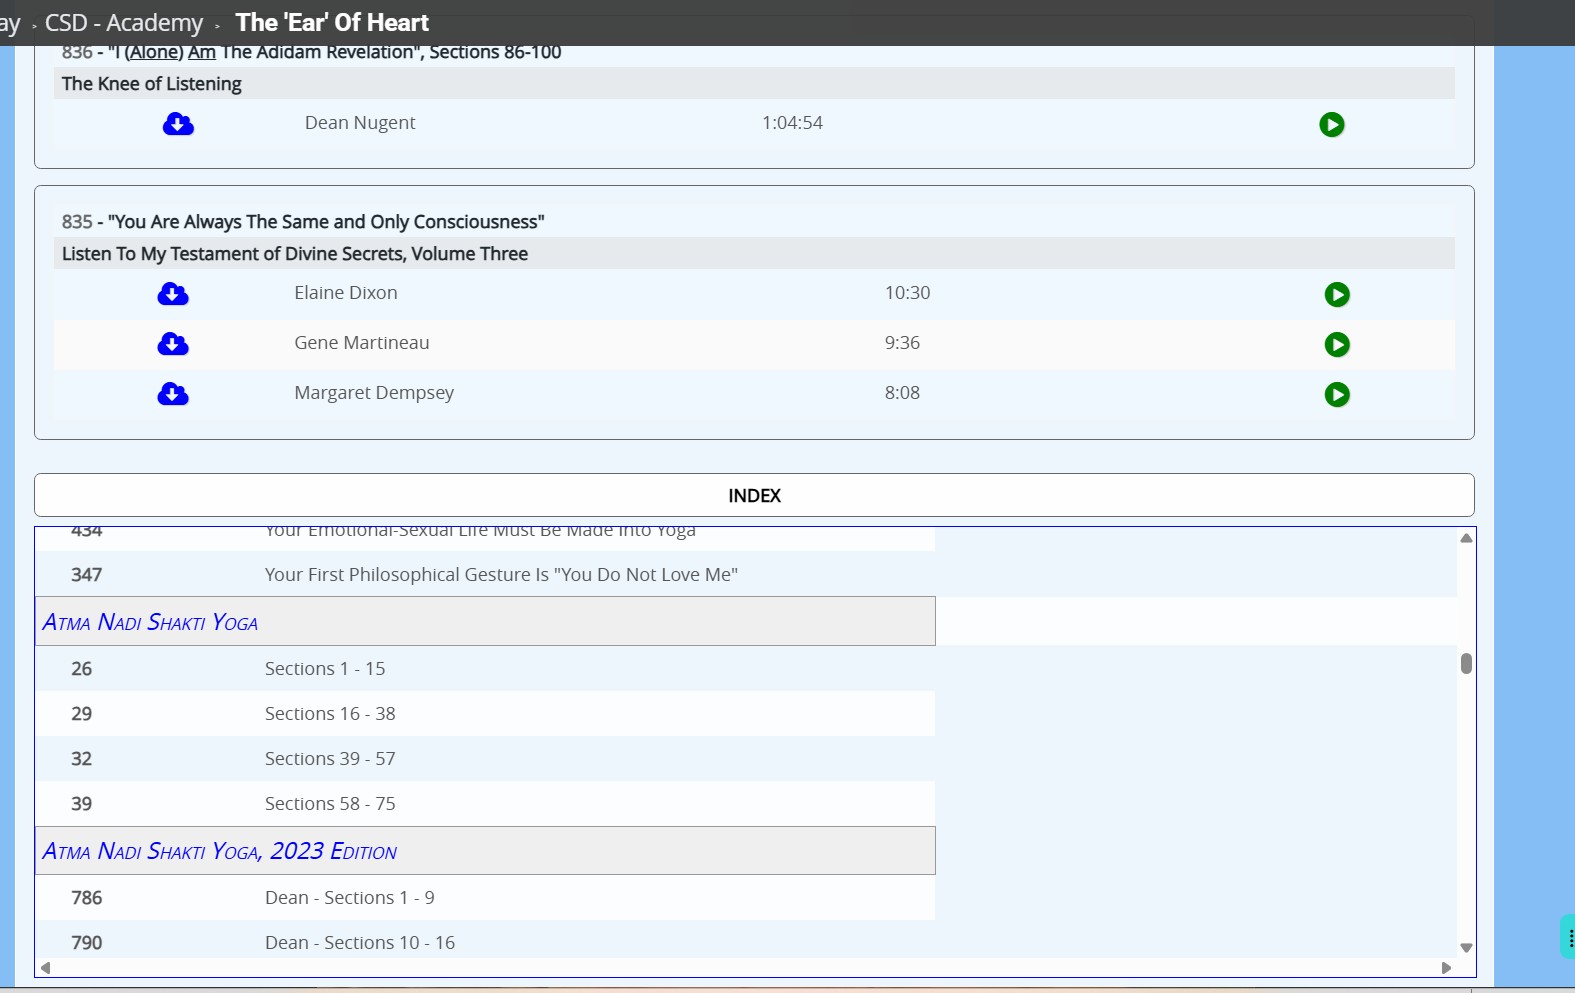 ay > CSD - Academy > The 'Ear' Of Heart
836 - "I (Alone) Am The Adidam Revelation", Sections 86-100
The Knee of Listening
Dean Nugent 1:04:54
835 - "You Are Always The Same and Only Consciousness"
Listen To My Testament of Divine Secrets, Volume Three
Elaine Dixon 10:30
Gene Martineau 9:36
Margaret Dempsey 8:08
INDEX
434 Your Emotional-Sexual Life Must Be Made Into Yoga
347 Your First Philosophical Gesture Is "You Do Not Love Me"
Atma Nadi Shakti Yoga
26 Sections 1 - 15
29 Sections 16 - 38
32 Sections 39 - 57
39 Sections 58 - 75
Atma Nadi Shakti Yoga, 2023 Edition
786 Dean - Sections 1 - 9
790 Dean - Sections 10 - 16